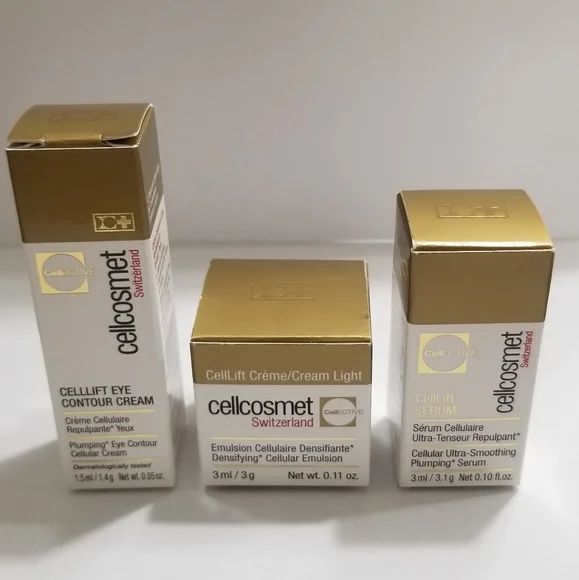 CellECTIVE
cellcosmet
Switzerland
CELLLIFT EYE
CONTOUR CREAM
Crème Cellulaire
Repulpante* Yeux
Plumping* Eye Contour
Cellular Cream
Dermatologically tested
1.5 ml / 1.4 g Net wt. 0.05 oz.
CellLift Crème/Cream Light
cellcosmet
Switzerland
CellECTIVE
Emulsion Cellulaire Densifiante*
Densifying* Cellular Emulsion
3 ml / 3 g Net wt. 0.11 oz.
CellECTIVE
cellcosmet
Switzerland
CellLift
SERUM
Sérum Cellulaire
Ultra-Tenseur Repulpant*
Cellular Ultra-Smoothing
Plumping* Serum
3 ml / 3.1 g Net 0.10 fl.oz.